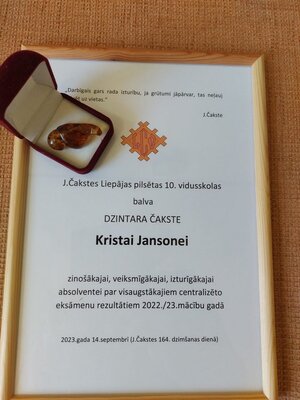 „Darbīgais gars rada izturību, ja grūtumi jāpārvar, tas neļauj
uz vietas."
J.Čakste
J.Čakstes Liepājas pilsētas 10. vidusskolas
balva
DZINTARA ČAKSTE
Kristai Jansonei
zinošākajai, veiksmīgākajai, izturīgākajai
absolventei par visaugstākajiem centralizēto
eksāmenu rezultātiem 2022./23.mācību gadā
2023.gada 14.septembrī (J.Čakstes 164. dzimšanas dienā)